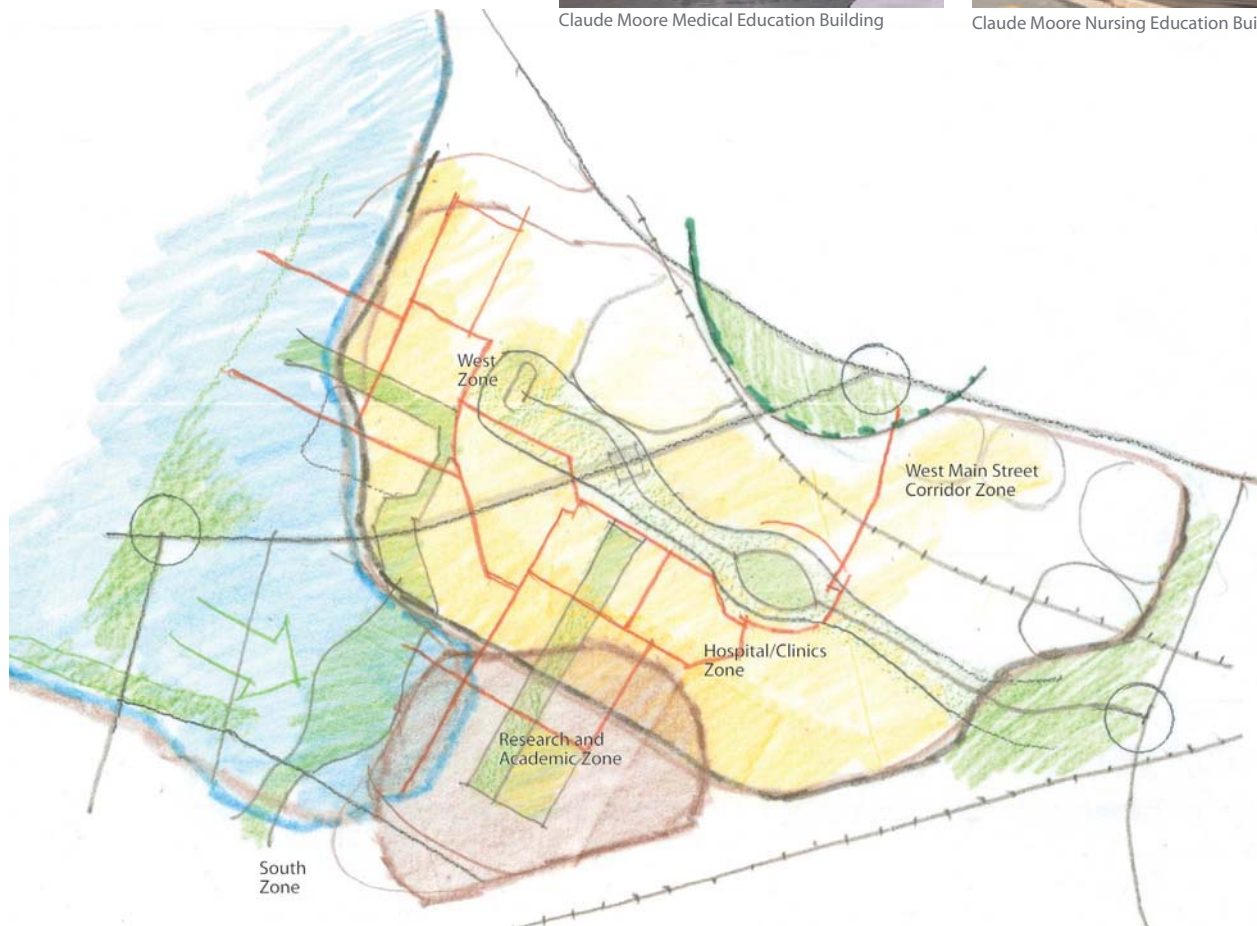 Claude Moore Medical Education Building
Claude Moore Nursing Education Bui
West
Zone
West Main Street
Corridor Zone
Hospital/Clinics
Zone
Research and
Academic Zone
South
Zone